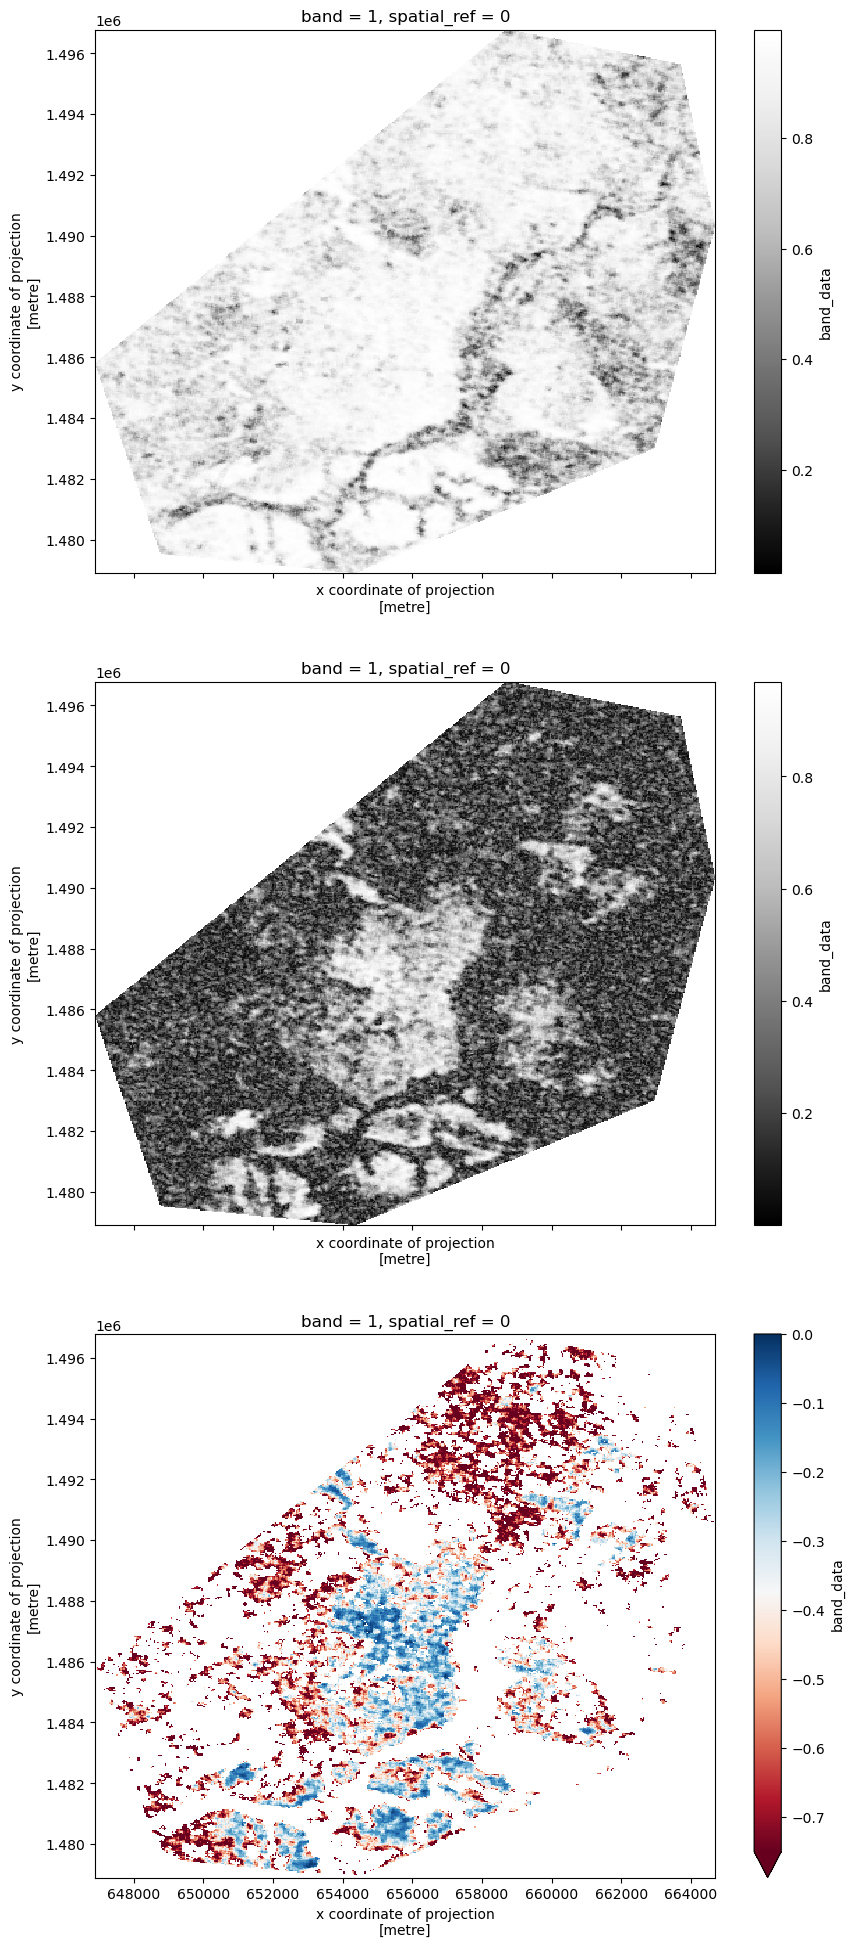 band = 1, spatial_ref = 0
1e6
1.496
1.494
1.492
1.490
1.488
1.486
1.484
1.482
1.480
y coordinate of projection
[metre]
x coordinate of projection
[metre]
0.8
0.6
0.4
0.2
band_data
band = 1, spatial_ref = 0
1e6
1.496
1.494
1.492
1.490
1.488
1.486
1.484
1.482
1.480
y coordinate of projection
[metre]
x coordinate of projection
[metre]
0.8
0.6
0.4
0.2
band_data
band = 1, spatial_ref = 0
1e6
1.496
1.494
1.492
1.490
1.488
1.486
1.484
1.482
1.480
y coordinate of projection
[metre]
648000 650000 652000 654000 656000 658000 660000 662000 664000
x coordinate of projection
[metre]
0.0
−0.1
−0.2
−0.3
−0.4
−0.5
−0.6
−0.7
band_data